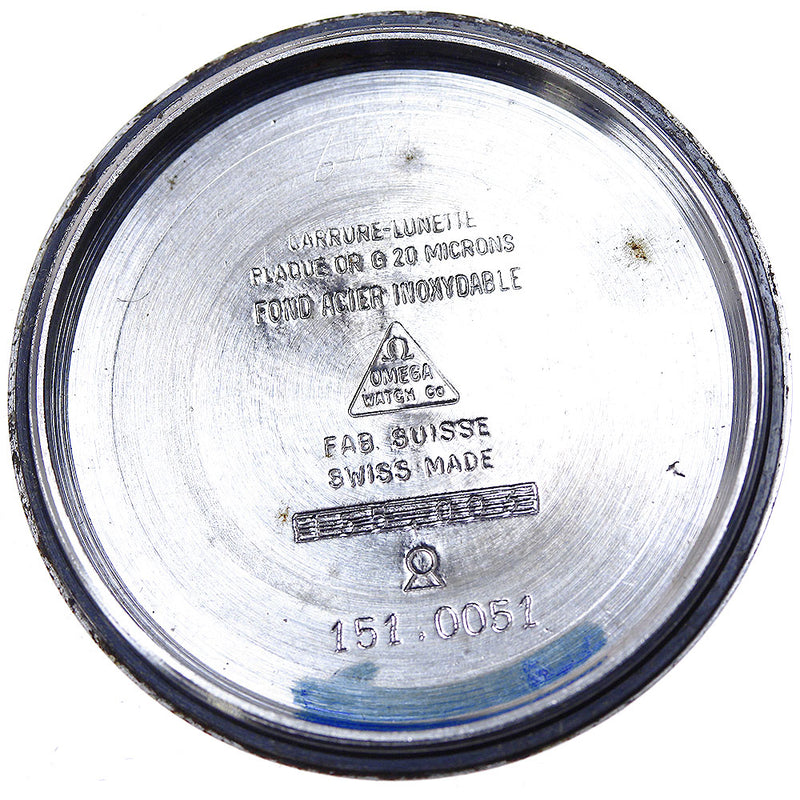 CARRURE-LUNETTE
PLAQUE OR G 20 MICRONS
FOND ACIER INOXYDABLE
Ω
OMEGA
WATCH Co
FAB. SUISSE
SWISS MADE
151.0051